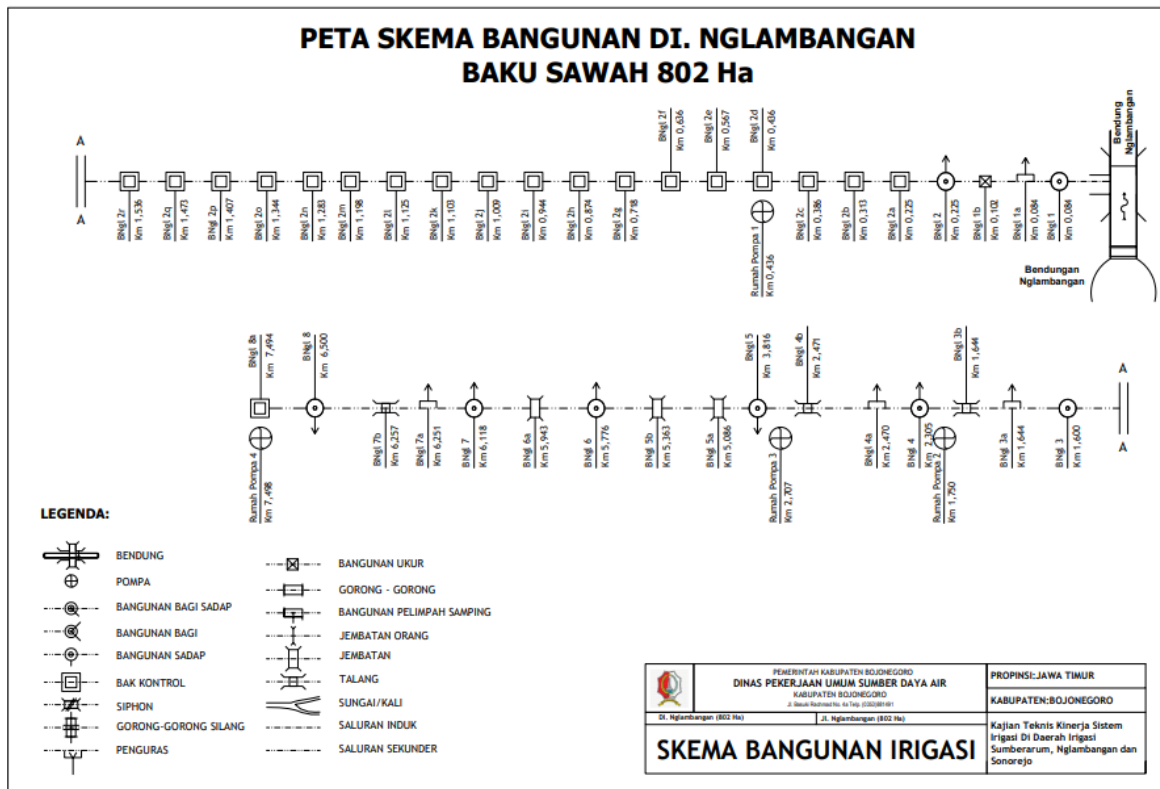 PETA SKEMA BANGUNAN DI. NGLAMBANGAN
BAKU SAWAH 802 Ha
A
A
BNgl 2r
Km 1,536
BNgl 2q
Km 1,473
BNgl 2p
Km 1,407
BNgl 2o
Km 1,344
BNgl 2n
Km 1,283
BNgl 2m
Km 1,198
BNgl 2l
Km 1,125
BNgl 2k
Km 1,103
BNgl 2j
Km 1,009
BNgl 2i
Km 0,944
BNgl 2h
Km 0,874
BNgl 2g
Km 0,718
BNgl 2f
Km 0,636
BNgl 2e
Km 0,567
BNgl 2d
Km 0,436
Rumah Pompa 1
Km 0,436
BNgl 2c
Km 0,386
BNgl 2b
Km 0,313
BNgl 2a
Km 0,225
BNgl 2
Km 0,225
BNgl 1b
Km 0,102
BNgl 1a
Km 0,084
BNgl 1
Km 0,084
Bendung
Nglambangan
Bendungan
Nglambangan
BNgl 8a
Km 7,494
Rumah Pompa 4
Km 7,498
BNgl 8
Km 6,500
BNgl 7b
Km 6,257
BNgl 7a
Km 6,251
BNgl 7
Km 6,118
BNgl 6a
Km 5,943
BNgl 6
Km 5,776
BNgl 5b
Km 5,363
BNgl 5a
Km 5,086
BNgl 5
Km 3,816
Rumah Pompa 3
Km 2,707
BNgl 4b
Km 2,471
BNgl 4a
Km 2,470
BNgl 4
Km 2,305
Rumah Pompa 2
Km 1,750
BNgl 3b
Km 1,644
BNgl 3a
Km 1,644
BNgl 3
Km 1,600
A
A
LEGENDA:
BENDUNG
POMPA
BANGUNAN BAGI SADAP
BANGUNAN BAGI
BANGUNAN SADAP
BAK KONTROL
SIPHON
GORONG-GORONG SILANG
PENGURAS
BANGUNAN UKUR
GORONG - GORONG
BANGUNAN PELIMPAH SAMPING
JEMBATAN ORANG
JEMBATAN
TALANG
SUNGAI/KALI
SALURAN INDUK
SALURAN SEKUNDER
PEMERINTAH KABUPATEN BOJONEGORO
DINAS PEKERJAAN UMUM SUMBER DAYA AIR
KABUPATEN BOJONEGORO
Jl. Basuki Rachmad No. 4a Telp. (0353)881491
DI. Nglambangan (802 Ha)
JI. Nglambangan (802 Ha)
SKEMA BANGUNAN IRIGASI
PROPINSI:JAWA TIMUR
KABUPATEN:BOJONEGORO
Kajian Teknis Kinerja Sistem
Irigasi Di Daerah Irigasi
Sumberarum, Nglambangan dan
Sonorejo